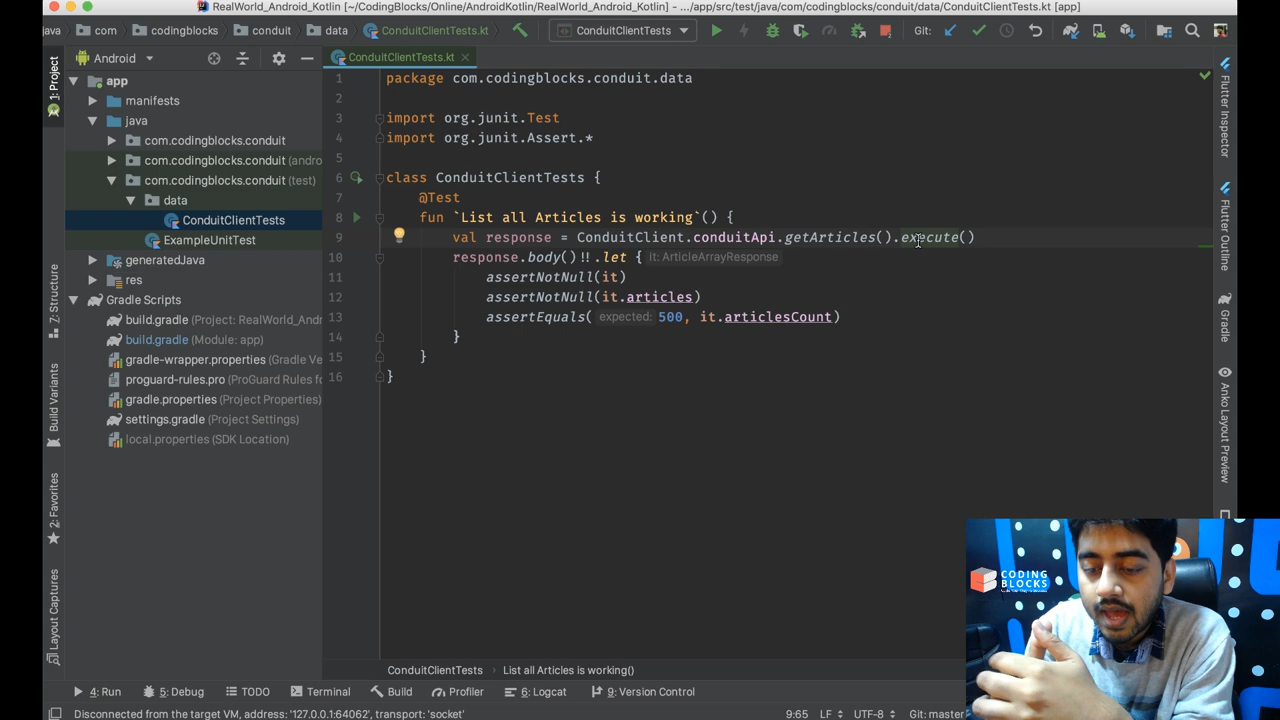 RealWorld_Android_Kotlin [~/CodingBlocks/Online/AndroidKotlin/RealWorld_Android_Kotlin] - .../app/src/test/java/com/codingblocks/conduit/data/ConduitClientTests.kt [app]
java com codingblocks conduit data ConduitClientTests.kt ConduitClientTests Git:
Android
ConduitClientTests.kt
1: Project
7: Structure
Build Variants
2: Favorites
Layout Captures
app
manifests
java
com.codingblocks.conduit
com.codingblocks.conduit (andro
com.codingblocks.conduit (test)
data
ConduitClientTests
ExampleUnitTest
generatedJava
res
Gradle Scripts
build.gradle (Project: RealWorld_Andr
build.gradle (Module: app)
gradle-wrapper.properties (Gradle Ve
proguard-rules.pro (ProGuard Rules fo
gradle.properties (Project Properties)
settings.gradle (Project Settings)
local.properties (SDK Location)
1 package com.codingblocks.conduit.data
2
3 import org.junit.Test
4 import org.junit.Assert.*
5
6 class ConduitClientTests {
7 @Test
8 fun `List all Articles is working`() {
9 val response = ConduitClient.conduitApi.getArticles().execute()
10 response.body()!!.let { it: ArticleArrayResponse
11 assertNotNull(it)
12 assertNotNull(it.articles)
13 assertEquals( expected: 500, it.articlesCount)
14 }
15 }
16 }
Flutter Inspector
Flutter Outline
Gradle
Anko Layout Preview
CODING
BLOCKS
ConduitClientTests › List all Articles is working()
4: Run 5: Debug TODO Terminal Build Profiler 6: Logcat 9: Version Control
Disconnected from the target VM, address: '127.0.0.1:64062', transport: 'socket' 9:65 LF UTF-8 Git: master